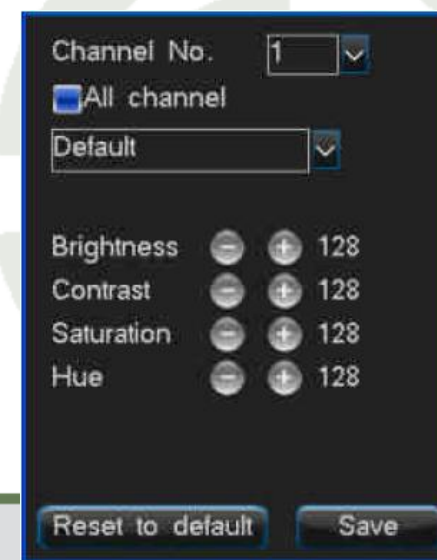 Channel No. 1
All channel
Default
Brightness 128
Contrast 128
Saturation 128
Hue 128
Reset to default Save